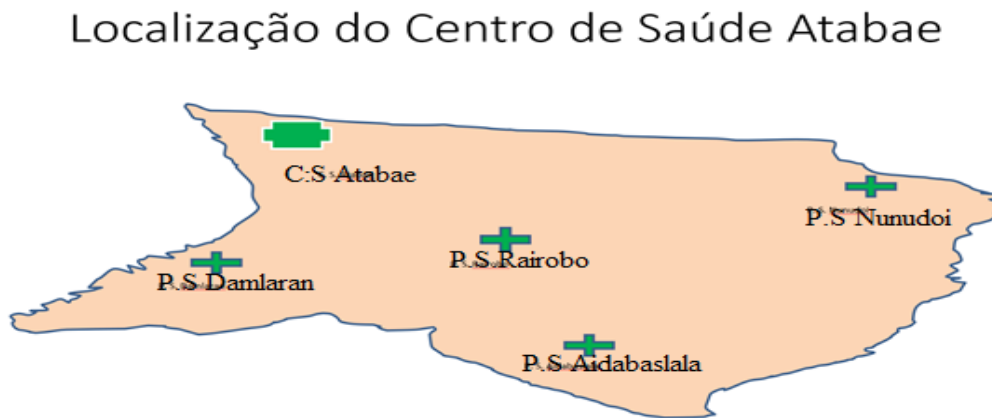 Localização do Centro de Saúde Atabae
C.S Atabae
P.S Nunudoi
P.S.Rairobo
P.S.Damlaran
P.S Aidabaslala